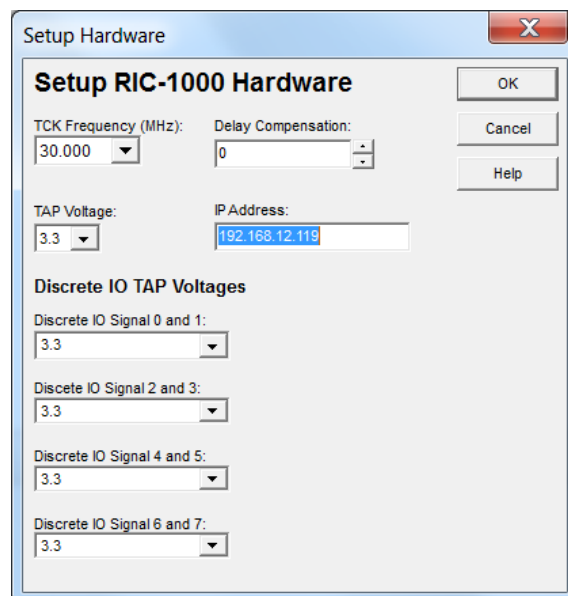 Setup Hardware
Setup RIC-1000 Hardware
OK
TCK Frequency (MHz):
Delay Compensation:
Cancel
30.000
0
Help
TAP Voltage:
IP Address:
3.3
192.168.12.119
Discrete IO TAP Voltages
Discrete IO Signal 0 and 1:
3.3
Discete IO Signal 2 and 3:
3.3
Discrete IO Signal 4 and 5:
3.3
Discrete IO Signal 6 and 7:
3.3